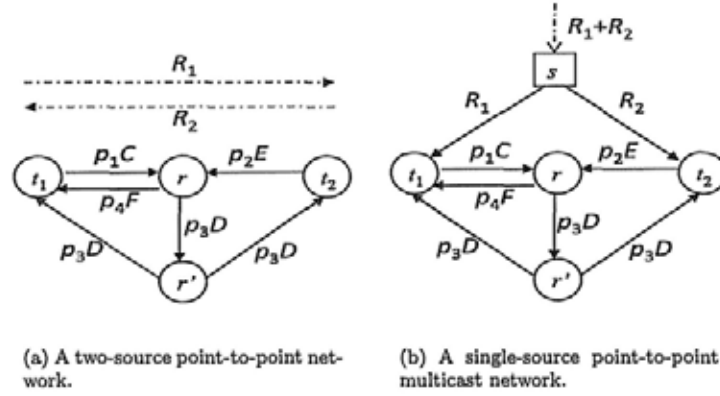 R₁
R₂
p₁C
p₂E
t₁
r
t₂
p₄F
p₃D
p₃D
p₃D
r'
(a) A two-source point-to-point net-
work.
R₁+R₂
s
R₁
R₂
p₁C
p₂E
t₁
r
t₂
p₄F
p₃D
p₃D
p₃D
r'
(b) A single-source point-to-point
multicast network.